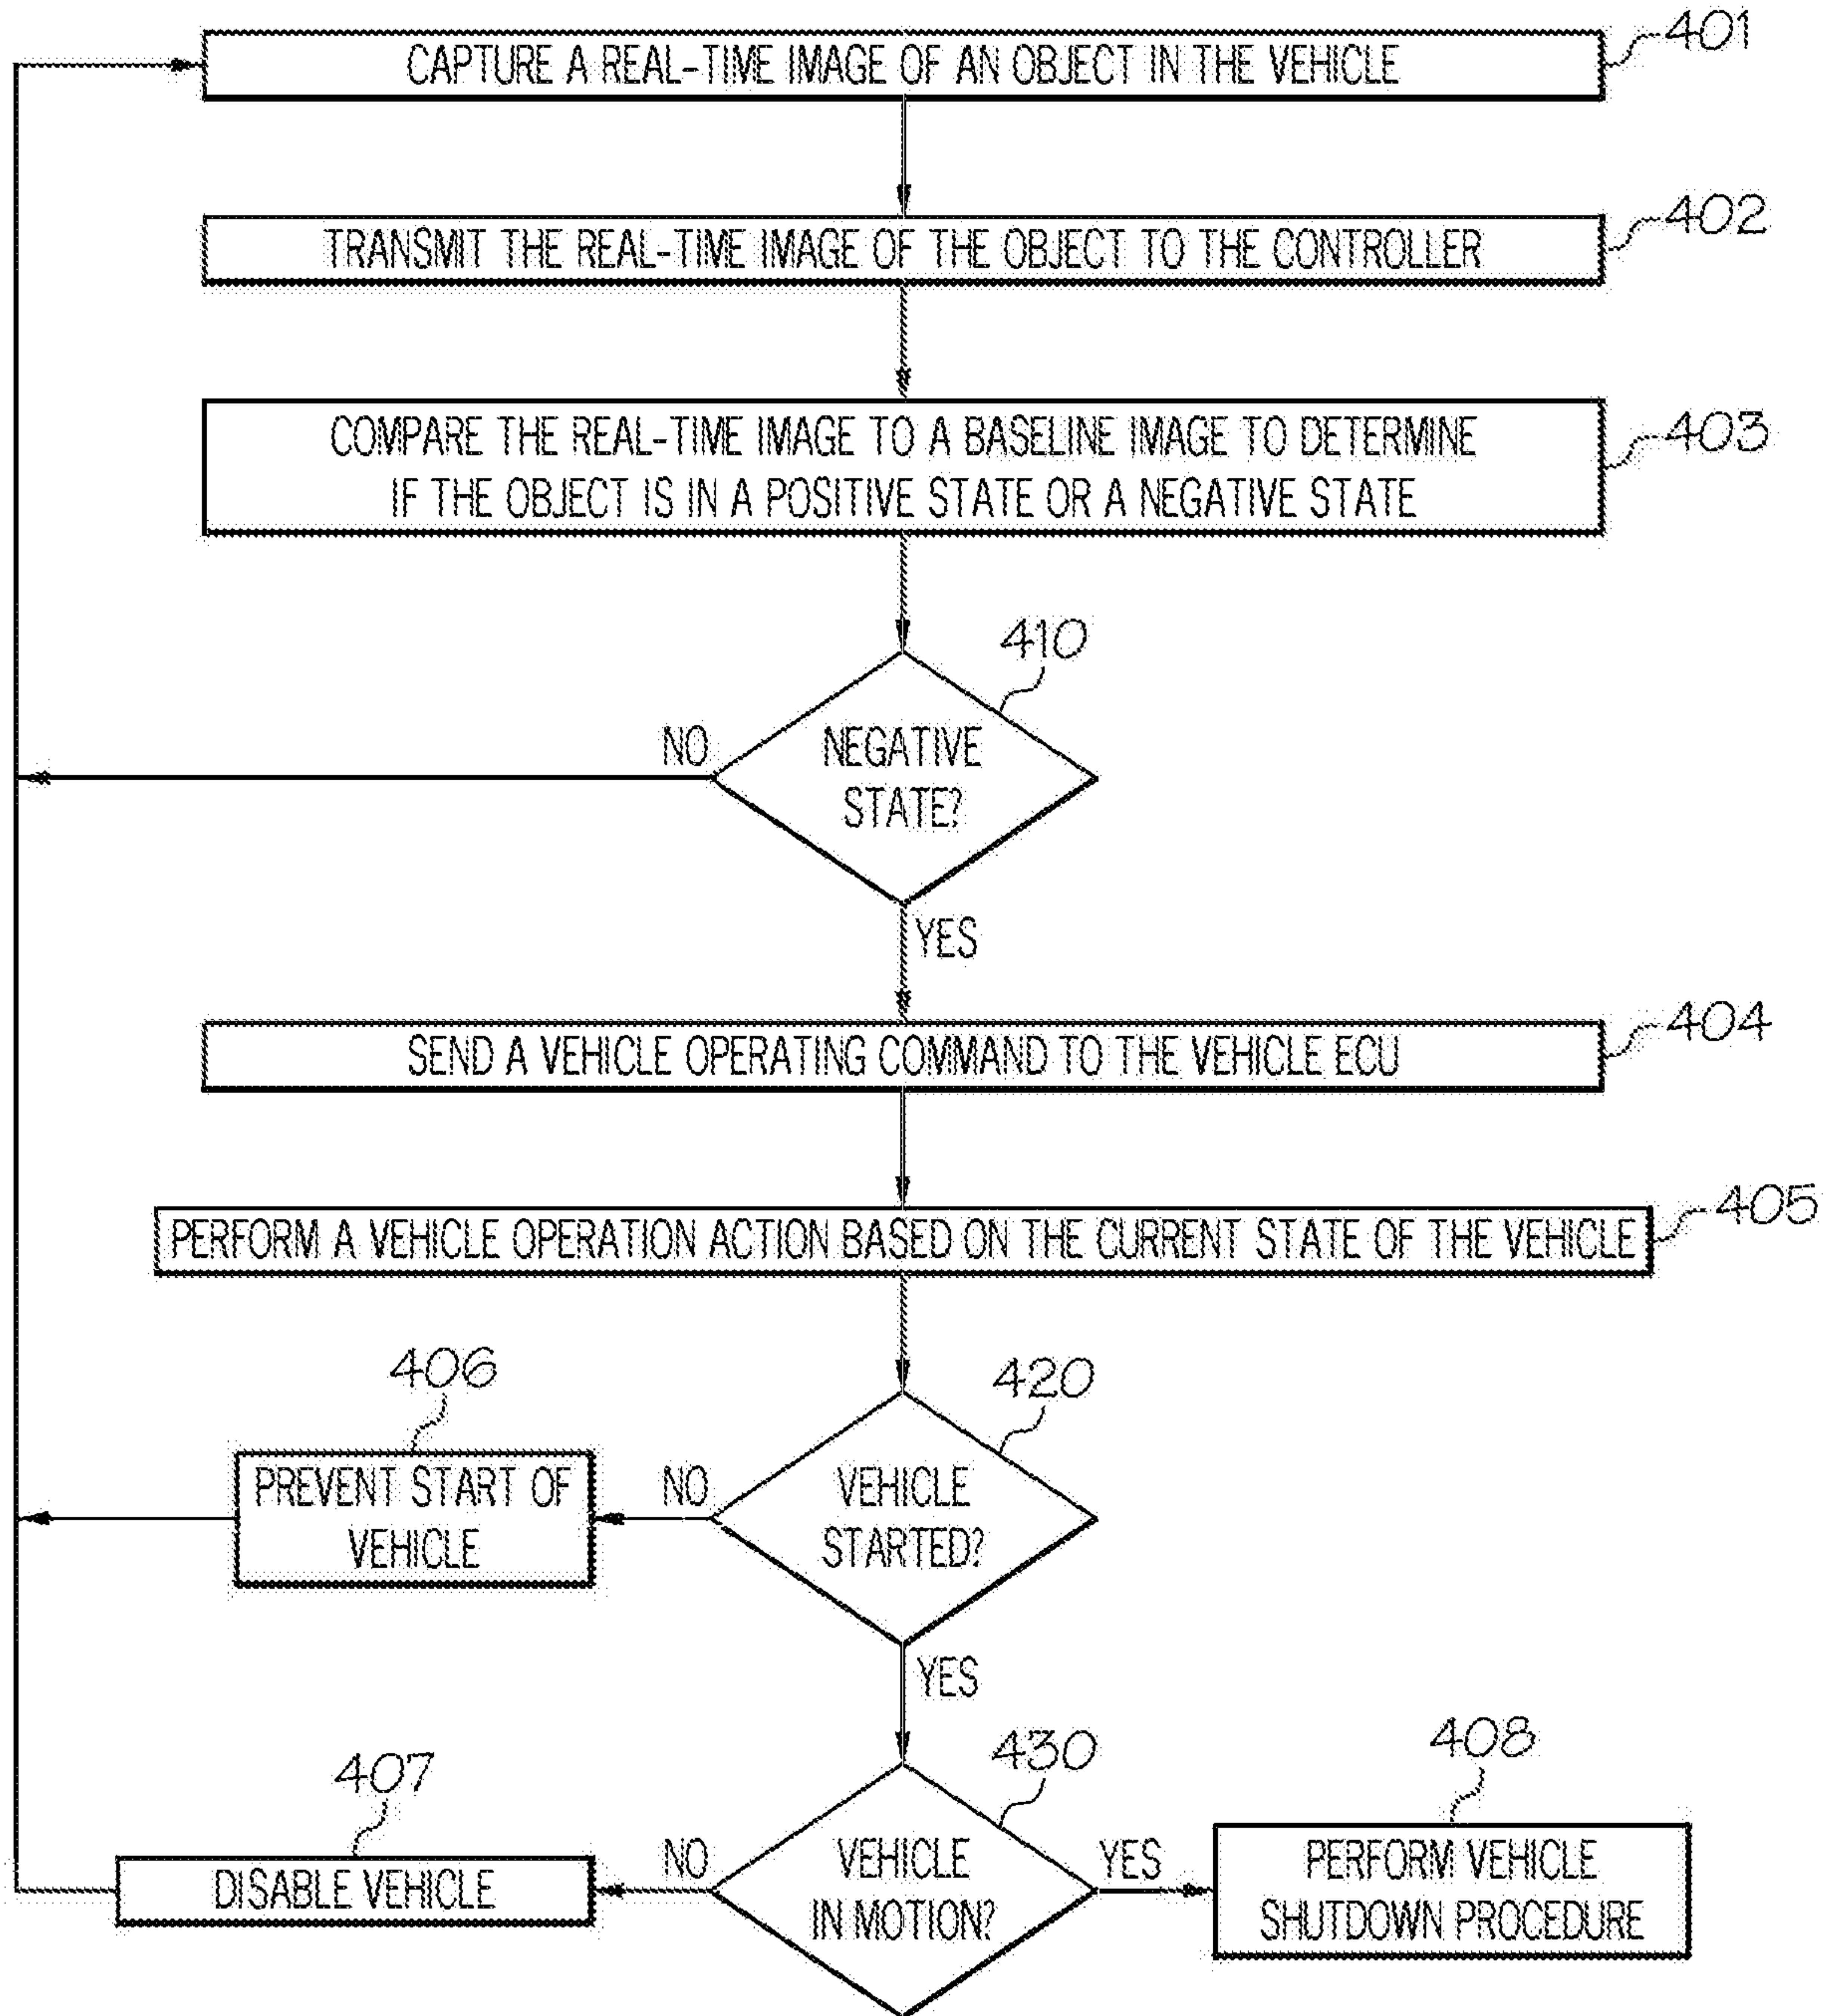 401
CAPTURE A REAL-TIME IMAGE OF AN OBJECT IN THE VEHICLE
402
TRANSMIT THE REAL-TIME IMAGE OF THE OBJECT TO THE CONTROLLER
403
COMPARE THE REAL-TIME IMAGE TO A BASELINE IMAGE TO DETERMINE
IF THE OBJECT IS IN A POSITIVE STATE OR A NEGATIVE STATE
410
NO
NEGATIVE
STATE?
YES
404
SEND A VEHICLE OPERATING COMMAND TO THE VEHICLE ECU
405
PERFORM A VEHICLE OPERATION ACTION BASED ON THE CURRENT STATE OF THE VEHICLE
406
420
PREVENT START OF
VEHICLE
NO
VEHICLE
STARTED?
YES
407
430
408
DISABLE VEHICLE
NO
VEHICLE
IN MOTION?
YES
PERFORM VEHICLE
SHUTDOWN PROCEDURE